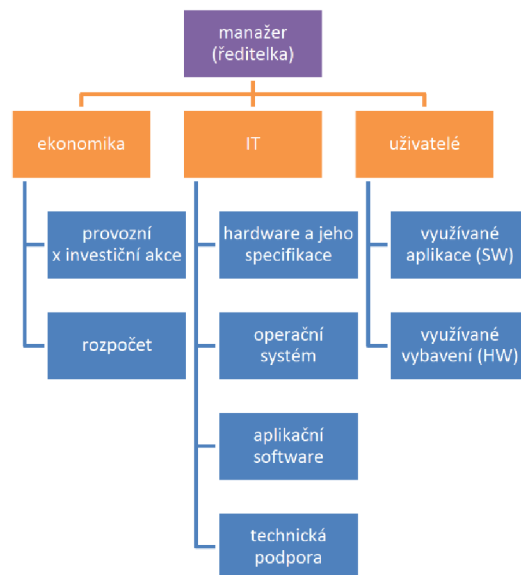 manažer
(ředitelka)
ekonomika
IT
uživatelé
provozní
x investiční akce
hardware a jeho
specifikace
využívané
aplikace (SW)
rozpočet
operační
systém
využívané
vybavení (HW)
aplikační
software
technická
podpora